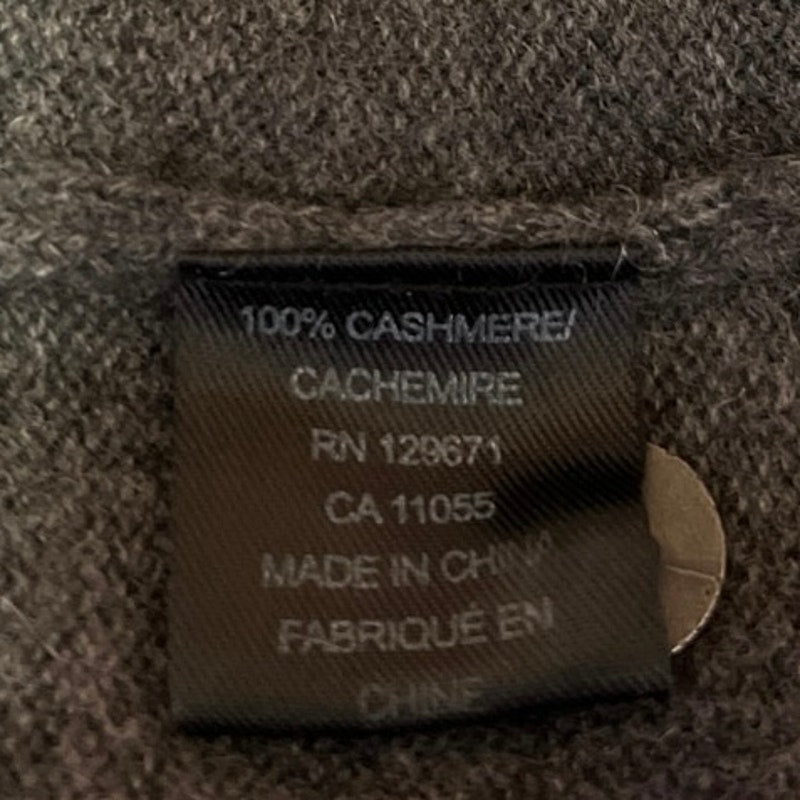 100% CASHMERE/
CACHEMIRE
RN 129671
CA 11055
MADE IN CHINA
FABRIQUÉ EN
CHINE